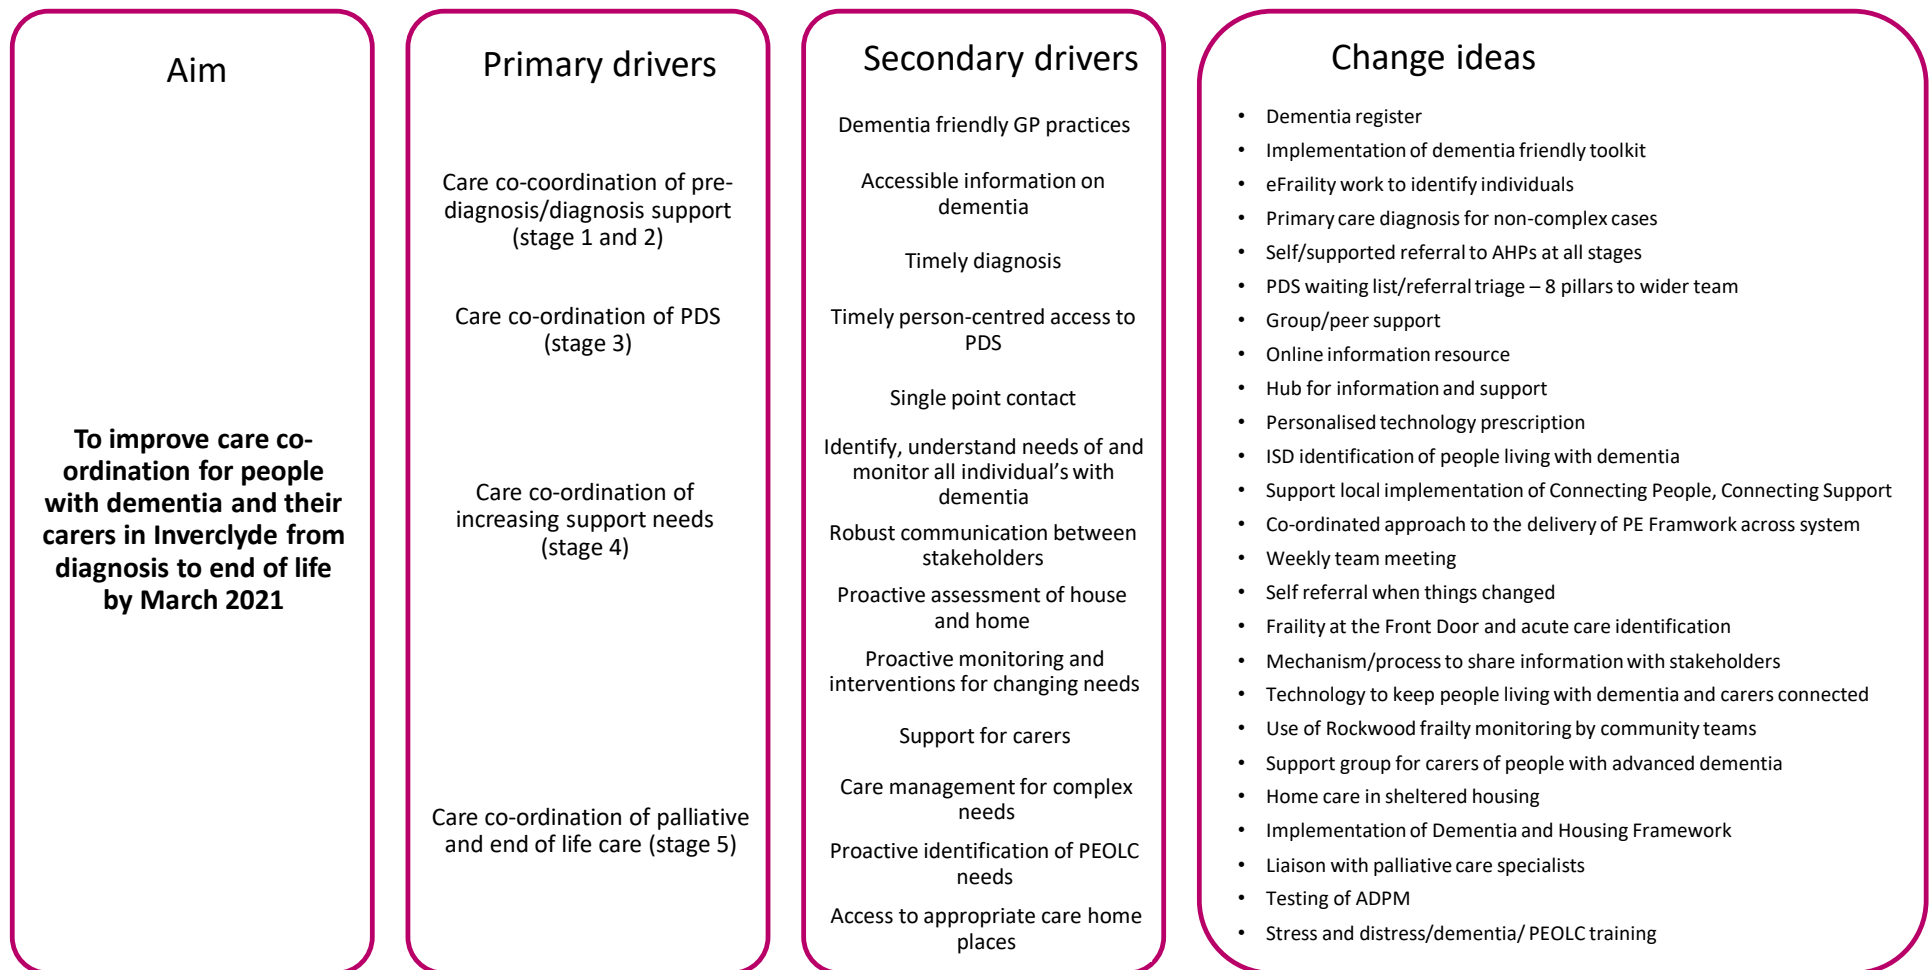 Aim
To improve care co-
ordination for people
with dementia and their
carers in Inverclyde from
diagnosis to end of life
by March 2021
Primary drivers
Care co-coordination of pre-
diagnosis/diagnosis support
(stage 1 and 2)
Care co-ordination of PDS
(stage 3)
Care co-ordination of
increasing support needs
(stage 4)
Care co-ordination of palliative
and end of life care (stage 5)
Secondary drivers
Dementia friendly GP practices
Accessible information on
dementia
Timely diagnosis
Timely person-centred access to
PDS
Single point contact
Identify, understand needs of and
monitor all individual's with
dementia
Robust communication between
stakeholders
Proactive assessment of house
and home
Proactive monitoring and
interventions for changing needs
Support for carers
Care management for complex
needs
Proactive identification of PEOLC
needs
Access to appropriate care home
places
Change ideas
• Dementia register
• Implementation of dementia friendly toolkit
• eFraility work to identify individuals
• Primary care diagnosis for non-complex cases
• Self/supported referral to AHPs at all stages
• PDS waiting list/referral triage – 8 pillars to wider team
• Group/peer support
• Online information resource
• Hub for information and support
• Personalised technology prescription
• ISD identification of people living with dementia
• Support local implementation of Connecting People, Connecting Support
• Co-ordinated approach to the delivery of PE Framwork across system
• Weekly team meeting
• Self referral when things changed
• Fraility at the Front Door and acute care identification
• Mechanism/process to share information with stakeholders
• Technology to keep people living with dementia and carers connected
• Use of Rockwood frailty monitoring by community teams
• Support group for carers of people with advanced dementia
• Home care in sheltered housing
• Implementation of Dementia and Housing Framework
• Liaison with palliative care specialists
• Testing of ADPM
• Stress and distress/dementia/ PEOLC training